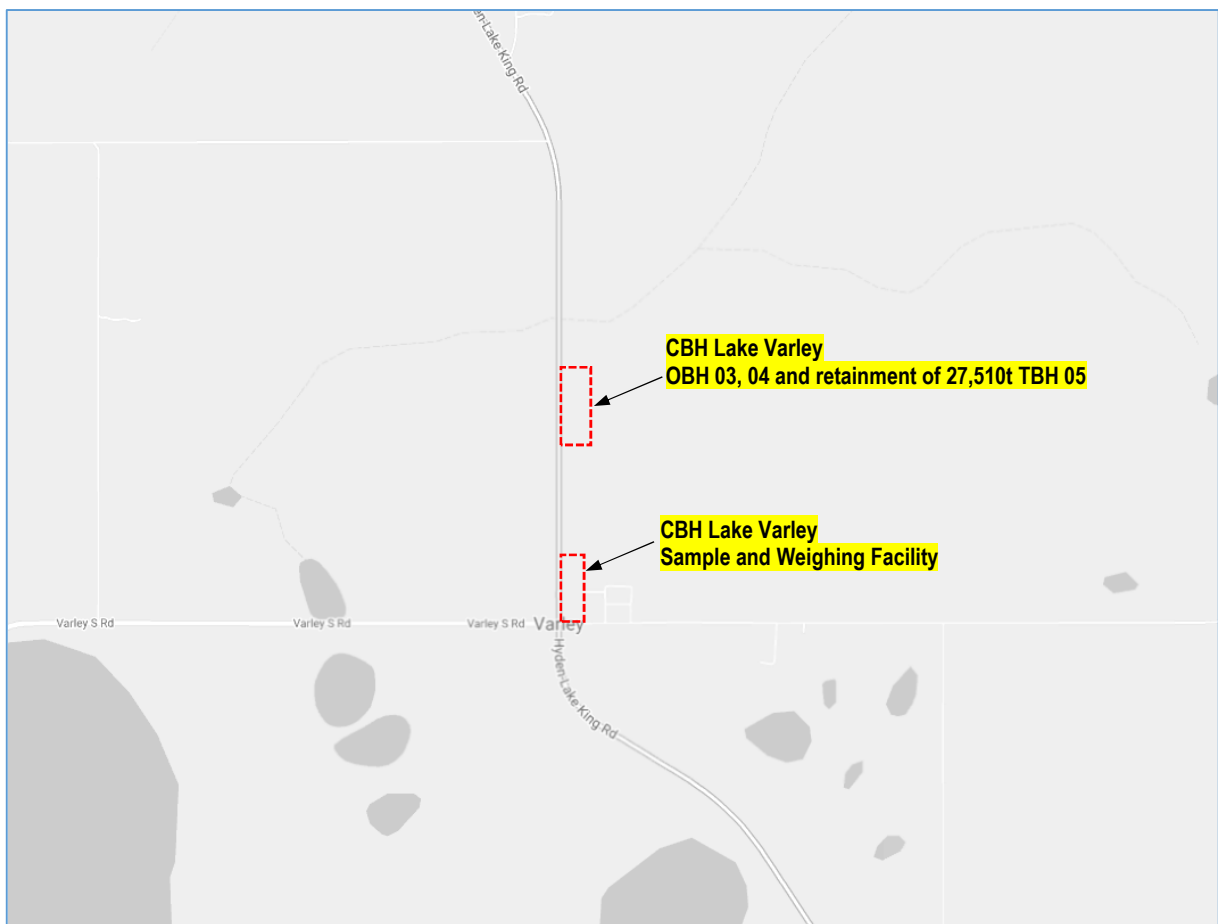 en-Lake King Rd
CBH Lake Varley
OBH 03, 04 and retainment of 27,510t TBH 05
CBH Lake Varley
Sample and Weighing Facility
Varley S Rd
Varley S Rd
Varley S Rd
Varley
Hyden-Lake King Rd